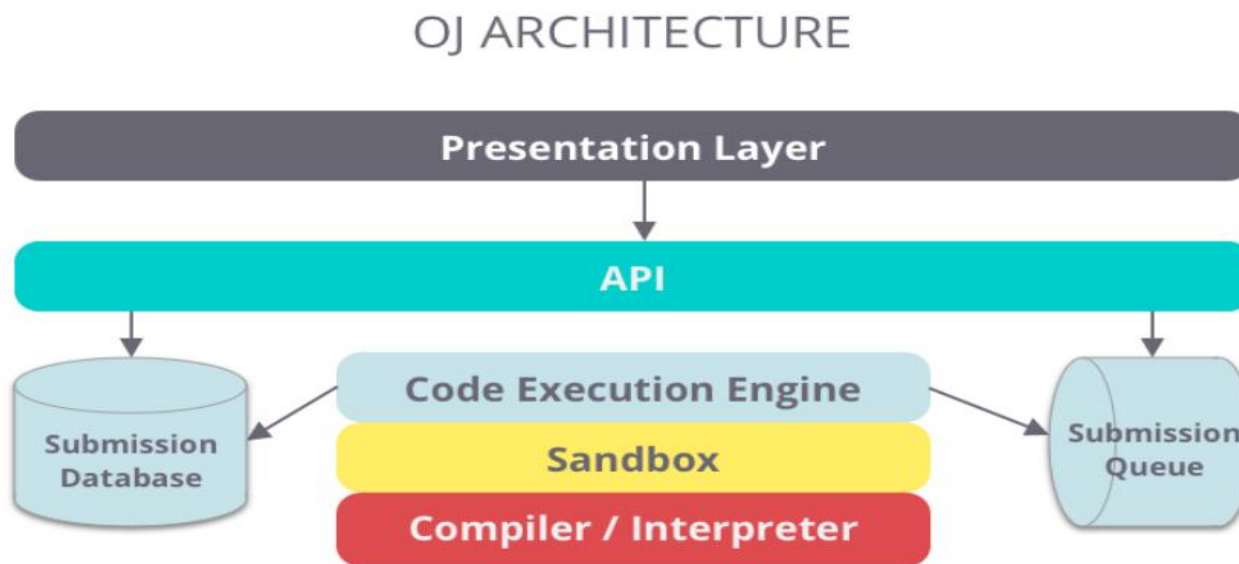 OJ ARCHITECTURE
Presentation Layer
API
Code Execution Engine
Submission
Database
Sandbox
Submission
Queue
Compiler / Interpreter